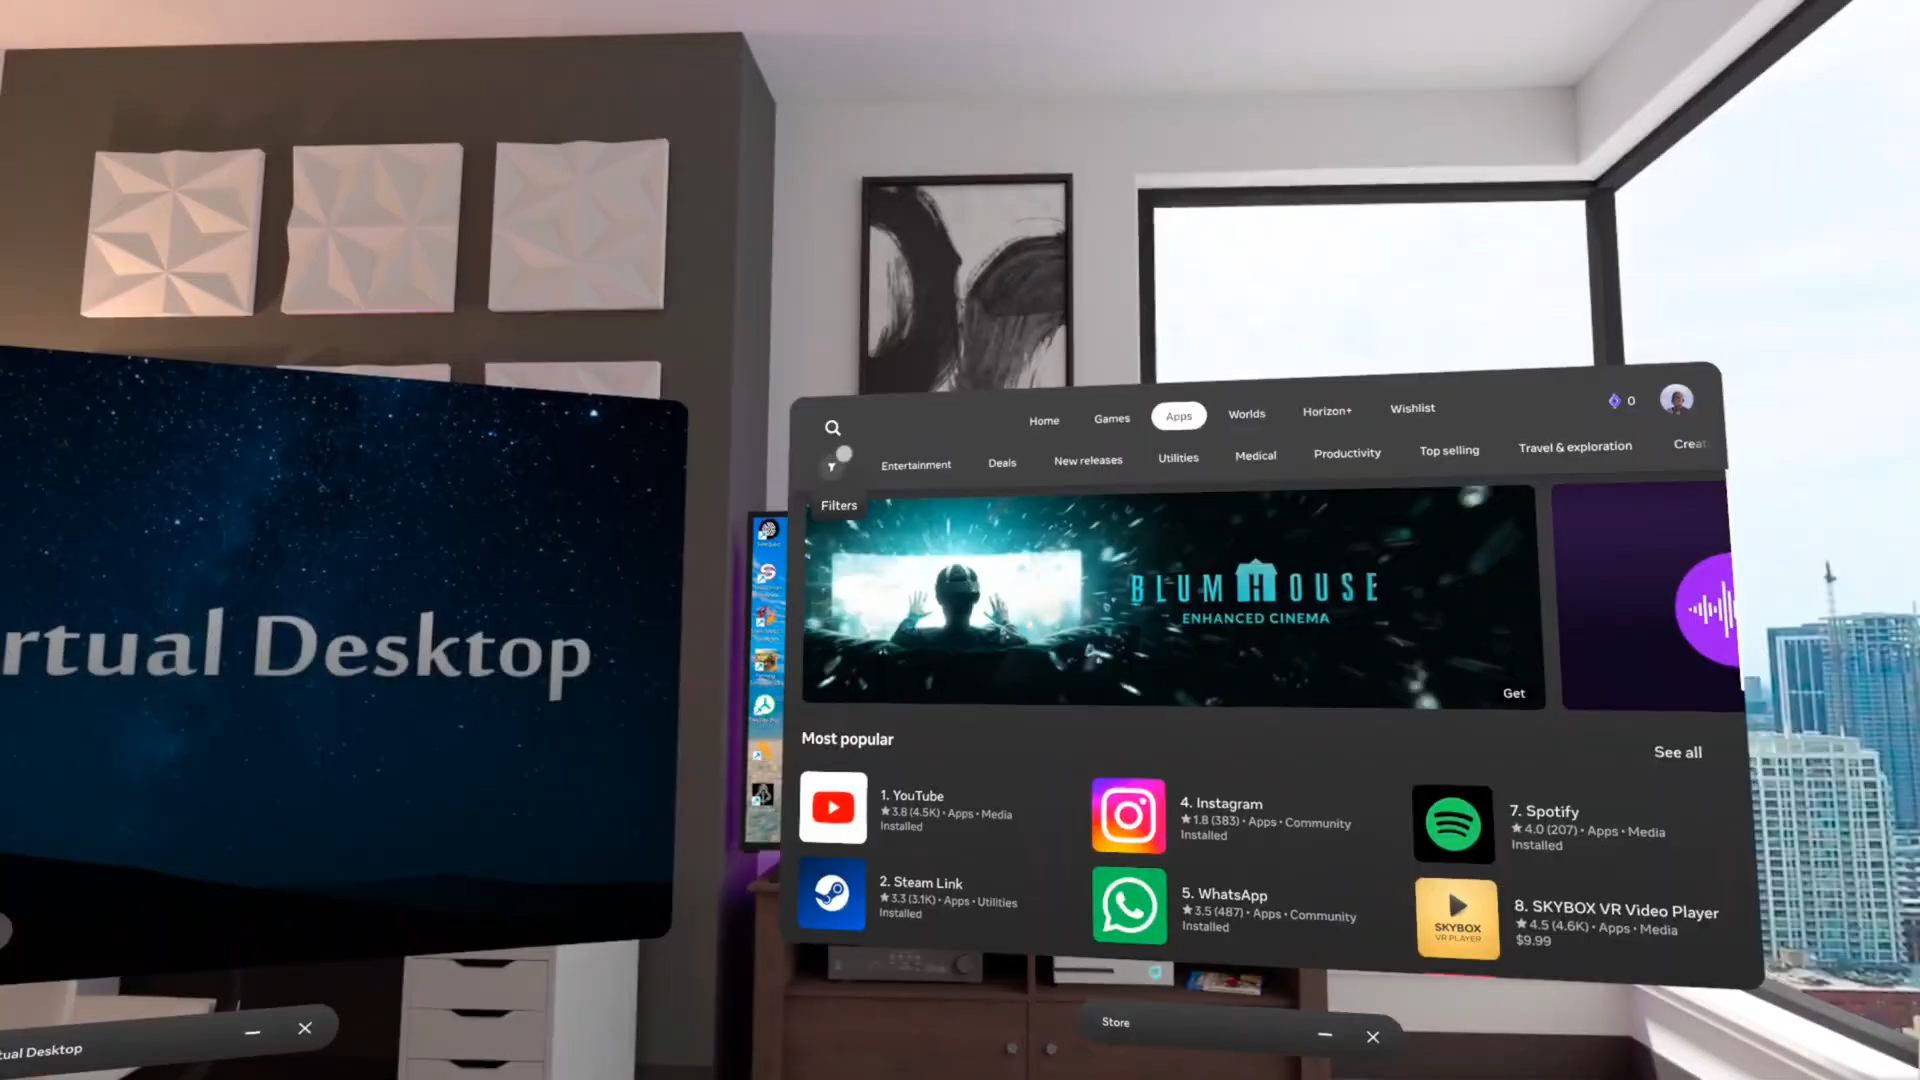 rtual Desktop
tual Desktop
Home
Games
Apps
Worlds
Horizon+
Wishlist
0
Entertainment
Deals
New releases
Utilities
Medical
Productivity
Top selling
Travel & exploration
Creat
Filters
BLUMHOUSE
ENHANCED CINEMA
Get
Most popular
See all
1. YouTube
★3.8 (4.5K) • Apps • Media
Installed
4. Instagram
★1.8 (383) • Apps • Community
Installed
7. Spotify
★4.0 (207) • Apps • Media
Installed
2. Steam Link
★3.3 (3.1K) • Apps • Utilities
Installed
5. WhatsApp
★3.5 (487) • Apps • Community
Installed
SKYBOX
VR PLAYER
8. SKYBOX VR Video Player
★4.5 (4.6K) • Apps • Media
$9.99
Store